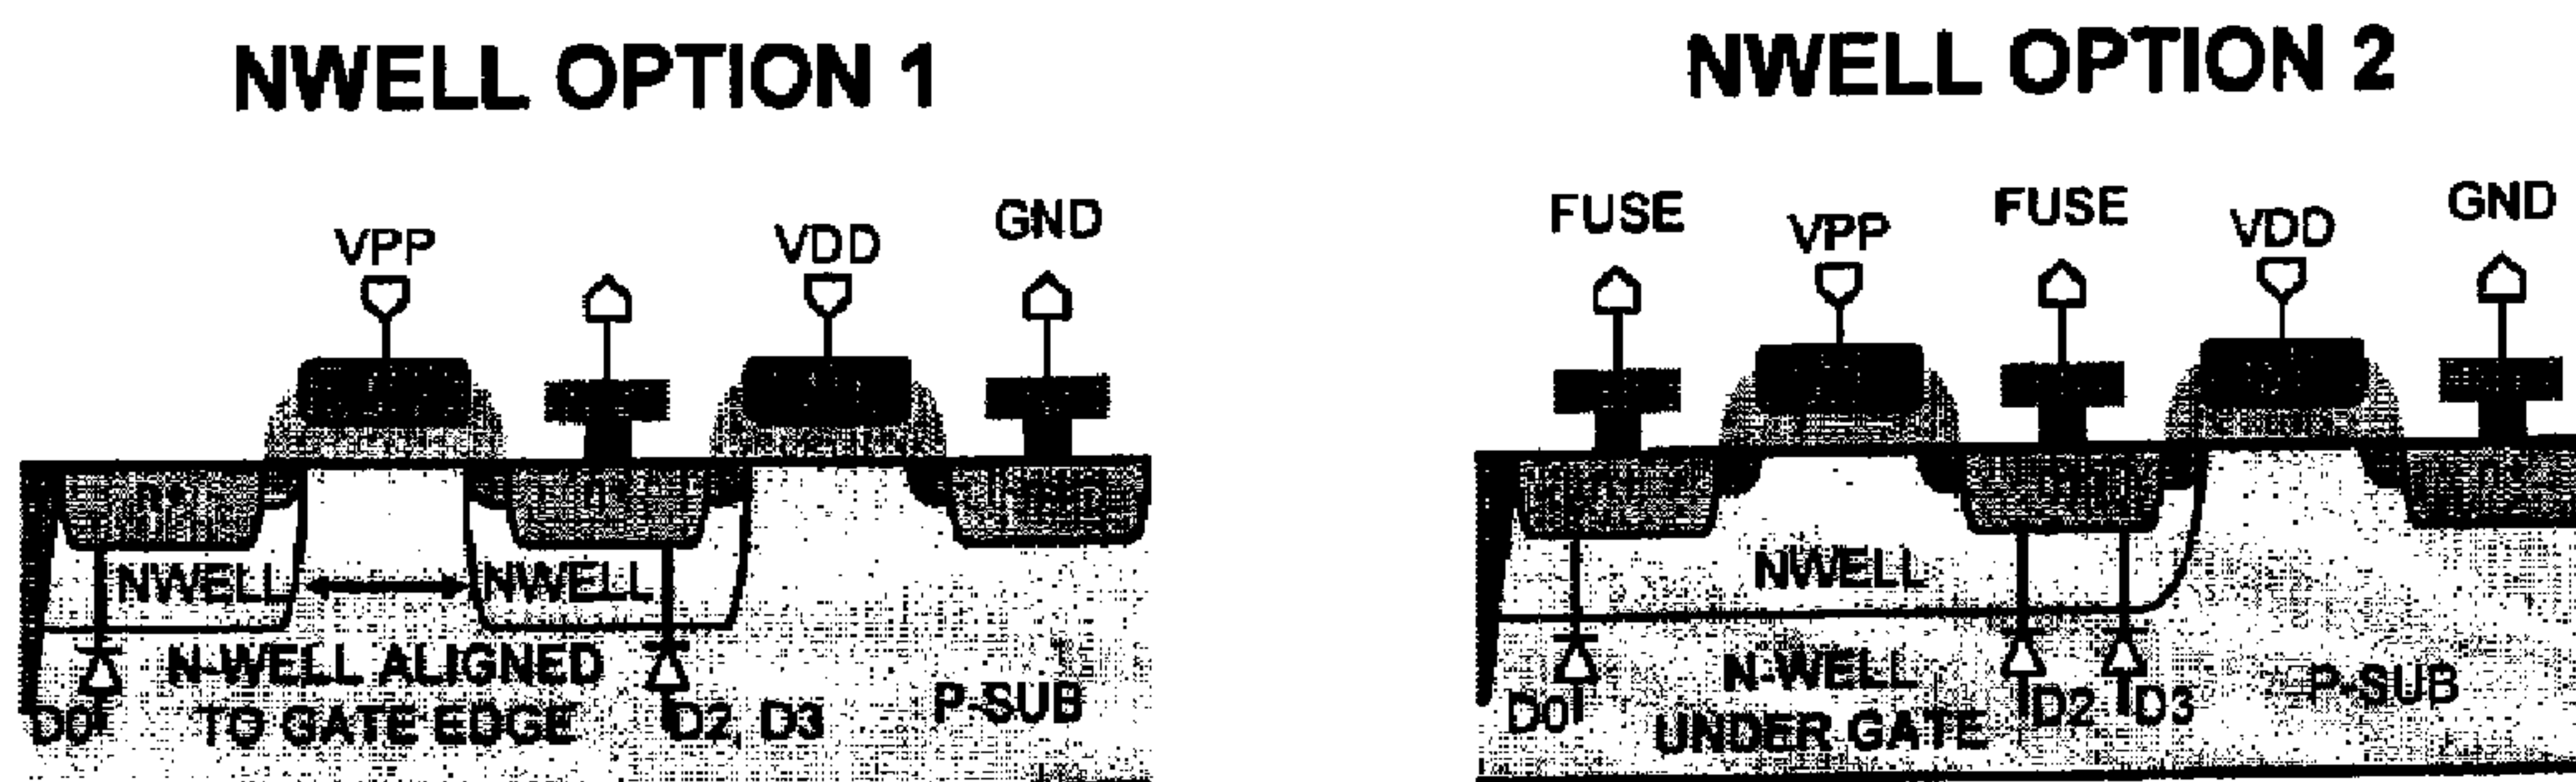 NWELL OPTION 1
VPP
VDD
GND
NWELL
NWELL
N-WELL ALIGNED
TO GATE EDGE
D0
D2, D3
P-SUB
NWELL OPTION 2
FUSE
VPP
FUSE
VDD
GND
NWELL
N-WELL
UNDER GATE
D0
D2
D3
P-SUB